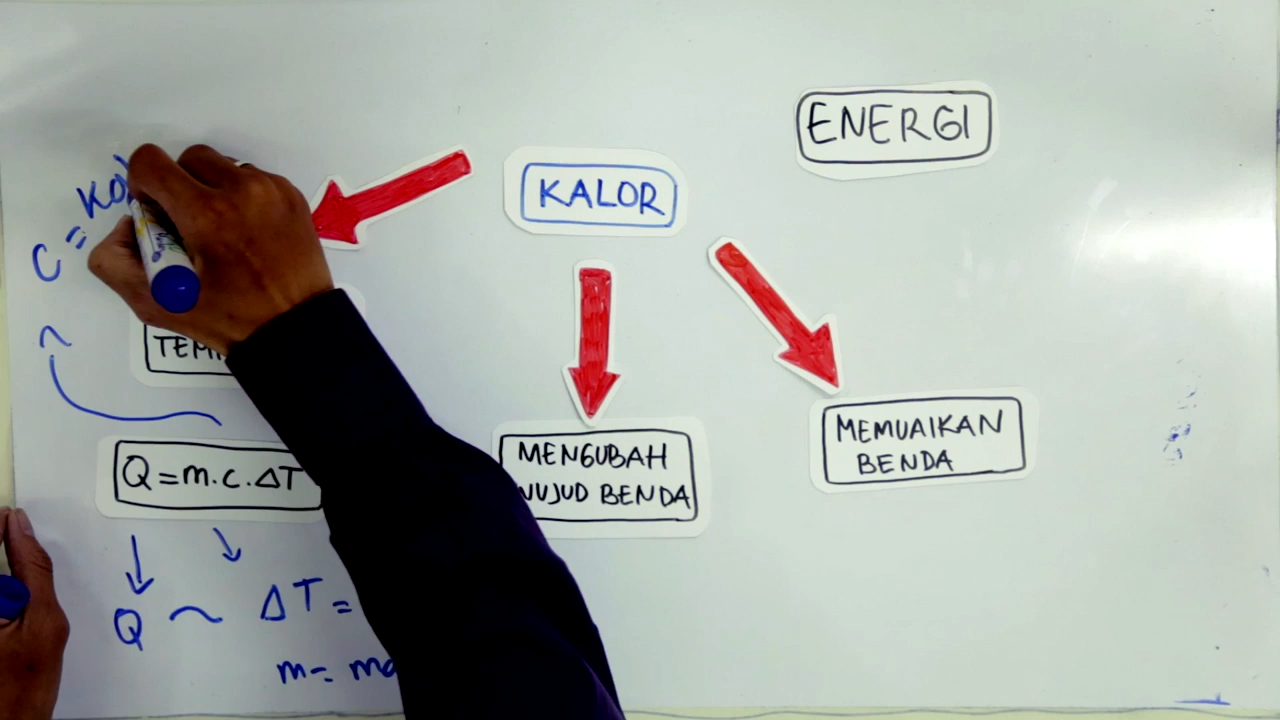 ENERGI
KALOR
C =
Q = m.c.ΔT
MENGUBAH
BENDA
MEMUAIKAN
BENDA
Q ~ ΔT =
m =